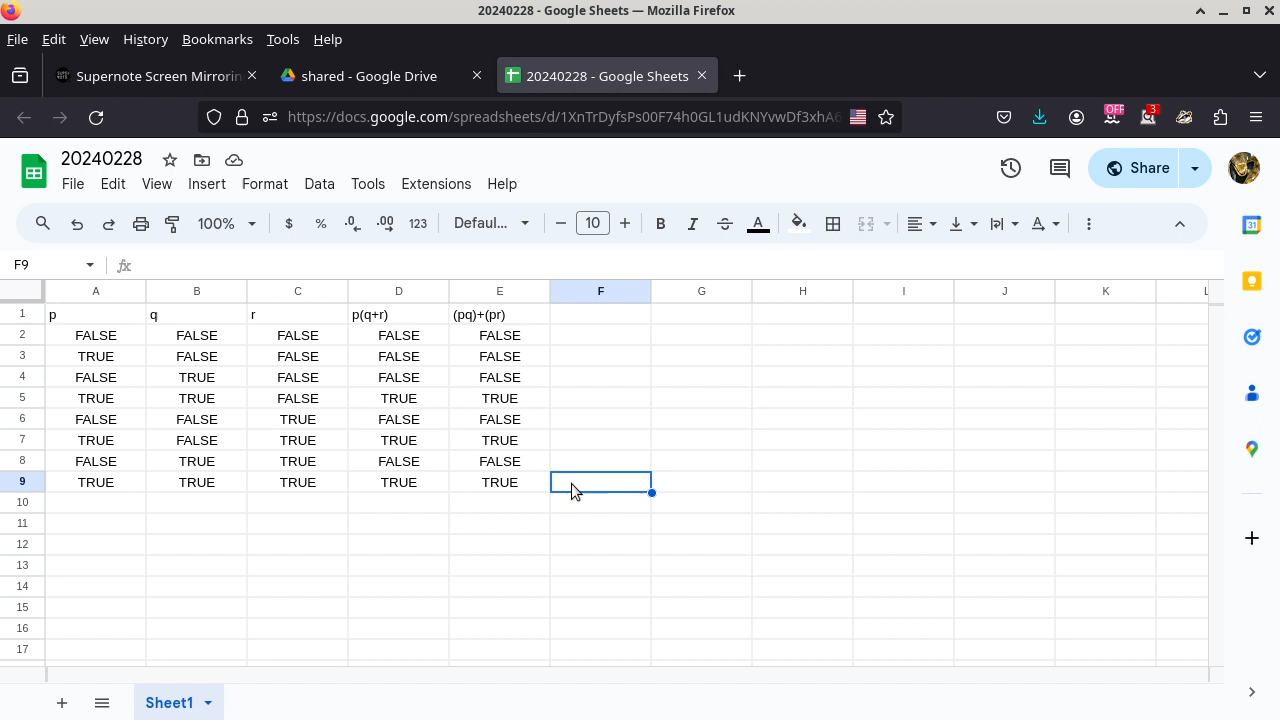 20240228 - Google Sheets — Mozilla Firefox
File Edit View History Bookmarks Tools Help
Supernote Screen Mirrorin shared - Google Drive 20240228 - Google Sheets
https://docs.google.com/spreadsheets/d/1XnTrDyfsPs00F74h0GL1udKNYvwDf3xhA6 OFF 3
20240228
File Edit View Insert Format Data Tools Extensions Help Share
100% $ % .0 .00 123 Defaul... 10 B I S A A
F9 fx
A B C D E F G H I J K L
1 p q r p(q+r) (pq)+(pr)
2 FALSE FALSE FALSE FALSE FALSE
3 TRUE FALSE FALSE FALSE FALSE
4 FALSE TRUE FALSE FALSE FALSE
5 TRUE TRUE FALSE TRUE TRUE
6 FALSE FALSE TRUE FALSE FALSE
7 TRUE FALSE TRUE TRUE TRUE
8 FALSE TRUE TRUE FALSE FALSE
9 TRUE TRUE TRUE TRUE TRUE
10
11
12
13
14
15
16
17
Sheet1